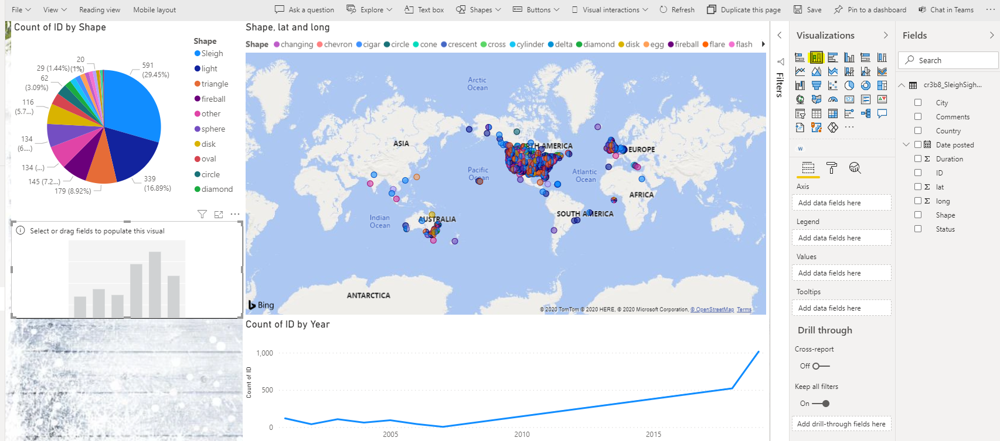 File View Reading view Mobile layout Ask a question Explore Text box Shapes Buttons Visual interactions Refresh Duplicate this page Save Pin to a dashboard Chat in Teams ...
Count of ID by Shape
Shape
Sleigh
light
triangle
fireball
other
sphere
disk
oval
circle
diamond
591
(29.45%)
339
(16.89%)
179 (8.92%)
145 (7.2...)
134 (...)
134
(6....)
116
(5.7...)
62
(3.09%)
29 (1.44%)
20
(1%)
Select or drag fields to populate this visual
Shape, lat and long
Shape changing chevron cigar circle cone crescent cross cylinder delta diamond disk egg fireball flare flash
Arctic
Ocean
ASIA
NORTH AMERICA
EUROPE
Pacific
Ocean
Atlantic
Ocean
AFRICA
SOUTH AMERICA
Indian
Ocean
AUSTRALIA
ANTARCTICA
Bing
© 2020 TomTom © 2020 HERE, © 2020 Microsoft Corporation, © OpenStreetMap Terms
Count of ID by Year
Count of ID
1,000
500
0
2005 2010 2015
Filters
Visualizations
W
Axis
Add data fields here
Legend
Add data fields here
Values
Add data fields here
Tooltips
Add data fields here
Drill through
Cross-report
Off
Keep all filters
On
Add drill-through fields here
Fields
Search
cr3b8_SleighSigh...
City
Comments
Country
Date posted
Σ Duration
ID
Σ lat
Σ long
Shape
Status